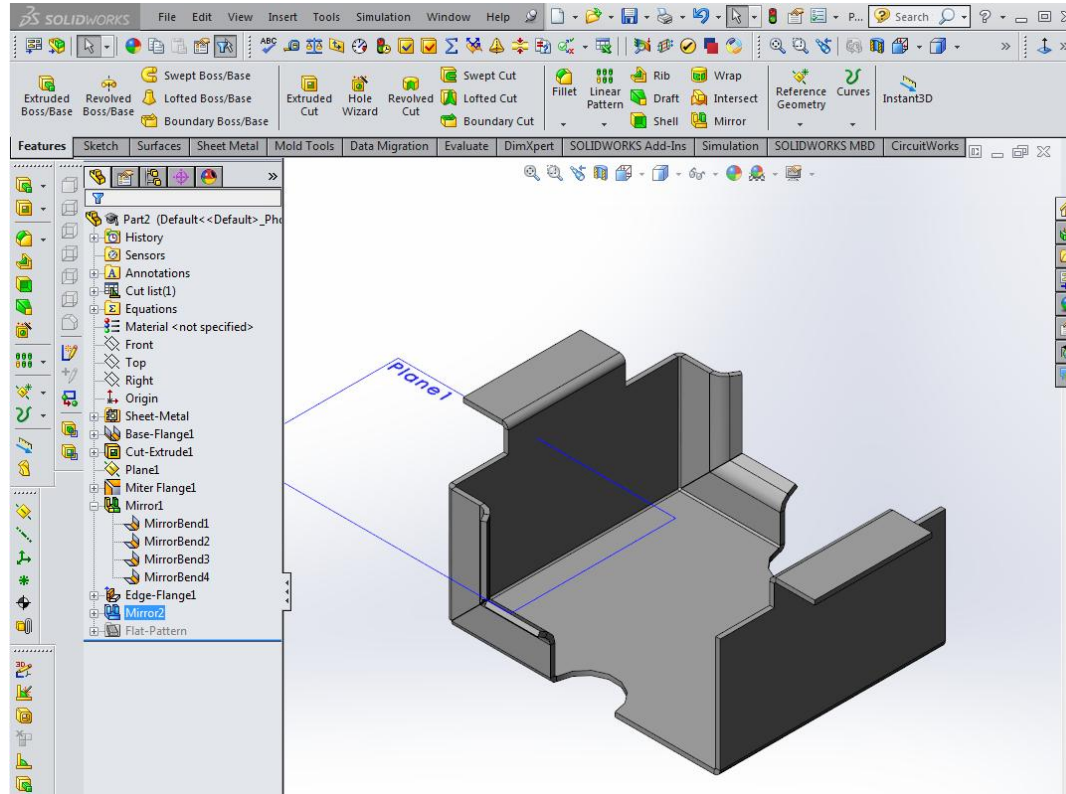 SOLIDWORKS File Edit View Insert Tools Simulation Window Help P... Search ?
ABC
Extruded Boss/Base
Revolved Boss/Base
Swept Boss/Base
Lofted Boss/Base
Boundary Boss/Base
Extruded Cut
Hole Wizard
Revolved Cut
Swept Cut
Lofted Cut
Boundary Cut
Fillet
Linear Pattern
Rib
Draft
Shell
Wrap
Intersect
Mirror
Reference Geometry
Curves
Instant3D
Features Sketch Surfaces Sheet Metal Mold Tools Data Migration Evaluate DimXpert SOLIDWORKS Add-Ins Simulation SOLIDWORKS MBD CircuitWorks
Part2 (Default<<Default>_Pho
History
Sensors
Annotations
Cut list(1)
Equations
Material <not specified>
Front
Top
Right
Origin
Sheet-Metal
Base-Flange1
Cut-Extrude1
Plane1
Miter Flange1
Mirror1
MirrorBend1
MirrorBend2
MirrorBend3
MirrorBend4
Edge-Flange1
Mirror2
Flat-Pattern
Plane1
3D